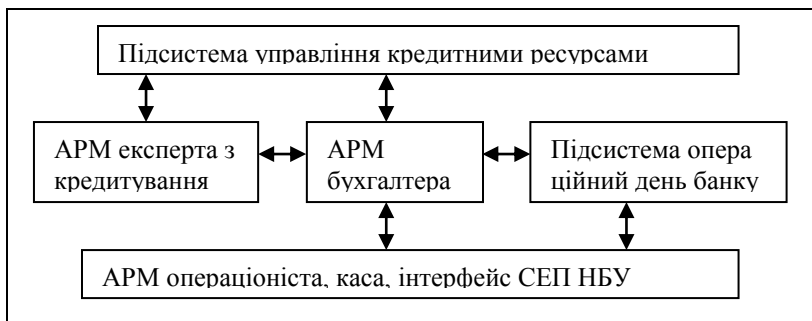 Підсистема управління кредитними ресурсами
АРМ експерта з
кредитування
АРМ
бухгалтера
Підсистема опера
ційний день банку
АРМ операціоніста, каса, інтерфейс СЕП НБУ